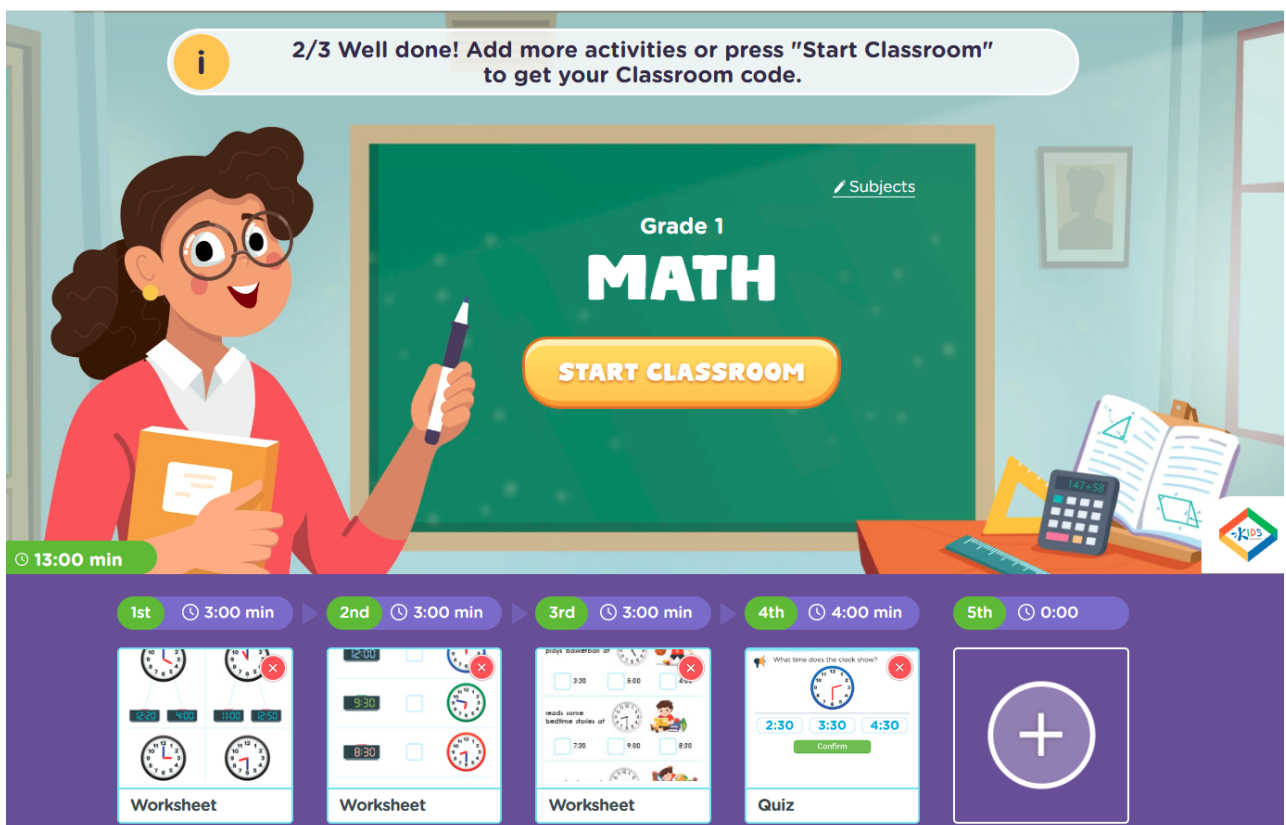 i
2/3 Well done! Add more activities or press "Start Classroom"
to get your Classroom code.
Subjects
Grade 1
MATH
START CLASSROOM
147+58
KIDS
13:00 min
1st 3:00 min
2nd 3:00 min
3rd 3:00 min
4th 4:00 min
5th 0:00
12:20 4:00 11:00 12:50
Worksheet
12:00
9:30
8:30
Worksheet
plays basketball at
3:30 5:00
reads some
bedtime stories at
7:30 9:00 8:30
Worksheet
What time does the clock show?
2:30 3:30 4:30
Confirm
Quiz